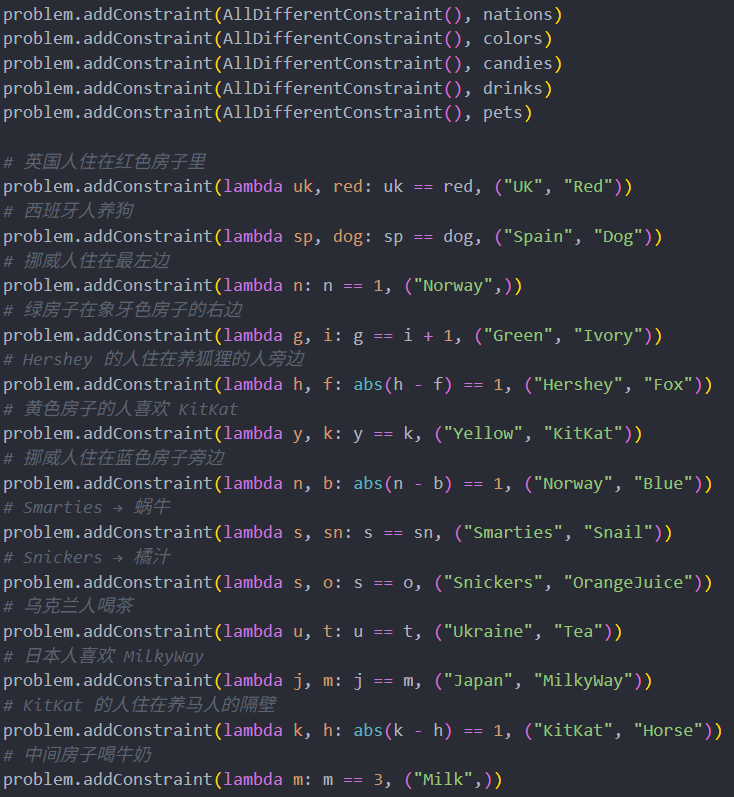 problem.addConstraint(AllDifferentConstraint(), nations)
problem.addConstraint(AllDifferentConstraint(), colors)
problem.addConstraint(AllDifferentConstraint(), candies)
problem.addConstraint(AllDifferentConstraint(), drinks)
problem.addConstraint(AllDifferentConstraint(), pets)
# 英国人住在红色房子里
problem.addConstraint(lambda uk, red: uk == red, ("UK", "Red"))
# 西班牙人养狗
problem.addConstraint(lambda sp, dog: sp == dog, ("Spain", "Dog"))
# 挪威人住在最左边
problem.addConstraint(lambda n: n == 1, ("Norway",))
# 绿房子在象牙色房子的右边
problem.addConstraint(lambda g, i: g == i + 1, ("Green", "Ivory"))
# Hershey 的人住在养狐狸的人旁边
problem.addConstraint(lambda h, f: abs(h - f) == 1, ("Hershey", "Fox"))
# 黄色房子的人喜欢 KitKat
problem.addConstraint(lambda y, k: y == k, ("Yellow", "KitKat"))
# 挪威人住在蓝色房子旁边
problem.addConstraint(lambda n, b: abs(n - b) == 1, ("Norway", "Blue"))
# Smarties → 蜗牛
problem.addConstraint(lambda s, sn: s == sn, ("Smarties", "Snail"))
# Snickers → 橘汁
problem.addConstraint(lambda s, o: s == o, ("Snickers", "OrangeJuice"))
# 乌克兰人喝茶
problem.addConstraint(lambda u, t: u == t, ("Ukraine", "Tea"))
# 日本人喜欢 MilkyWay
problem.addConstraint(lambda j, m: j == m, ("Japan", "MilkyWay"))
# KitKat 的人住在养马人的隔壁
problem.addConstraint(lambda k, h: abs(k - h) == 1, ("KitKat", "Horse"))
# 中间房子喝牛奶
problem.addConstraint(lambda m: m == 3, ("Milk",))